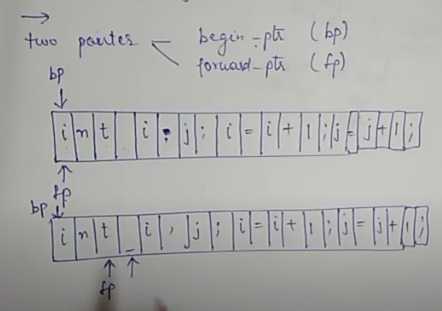 two pointer begin-ptr (bp)
forward-ptr (fp)
bp
i n t i , j ; i = i + 1 ; j = j + 1 ;
fp
bp
i n t _ i , j ; i = i + 1 ; j = j + 1 ;
fp